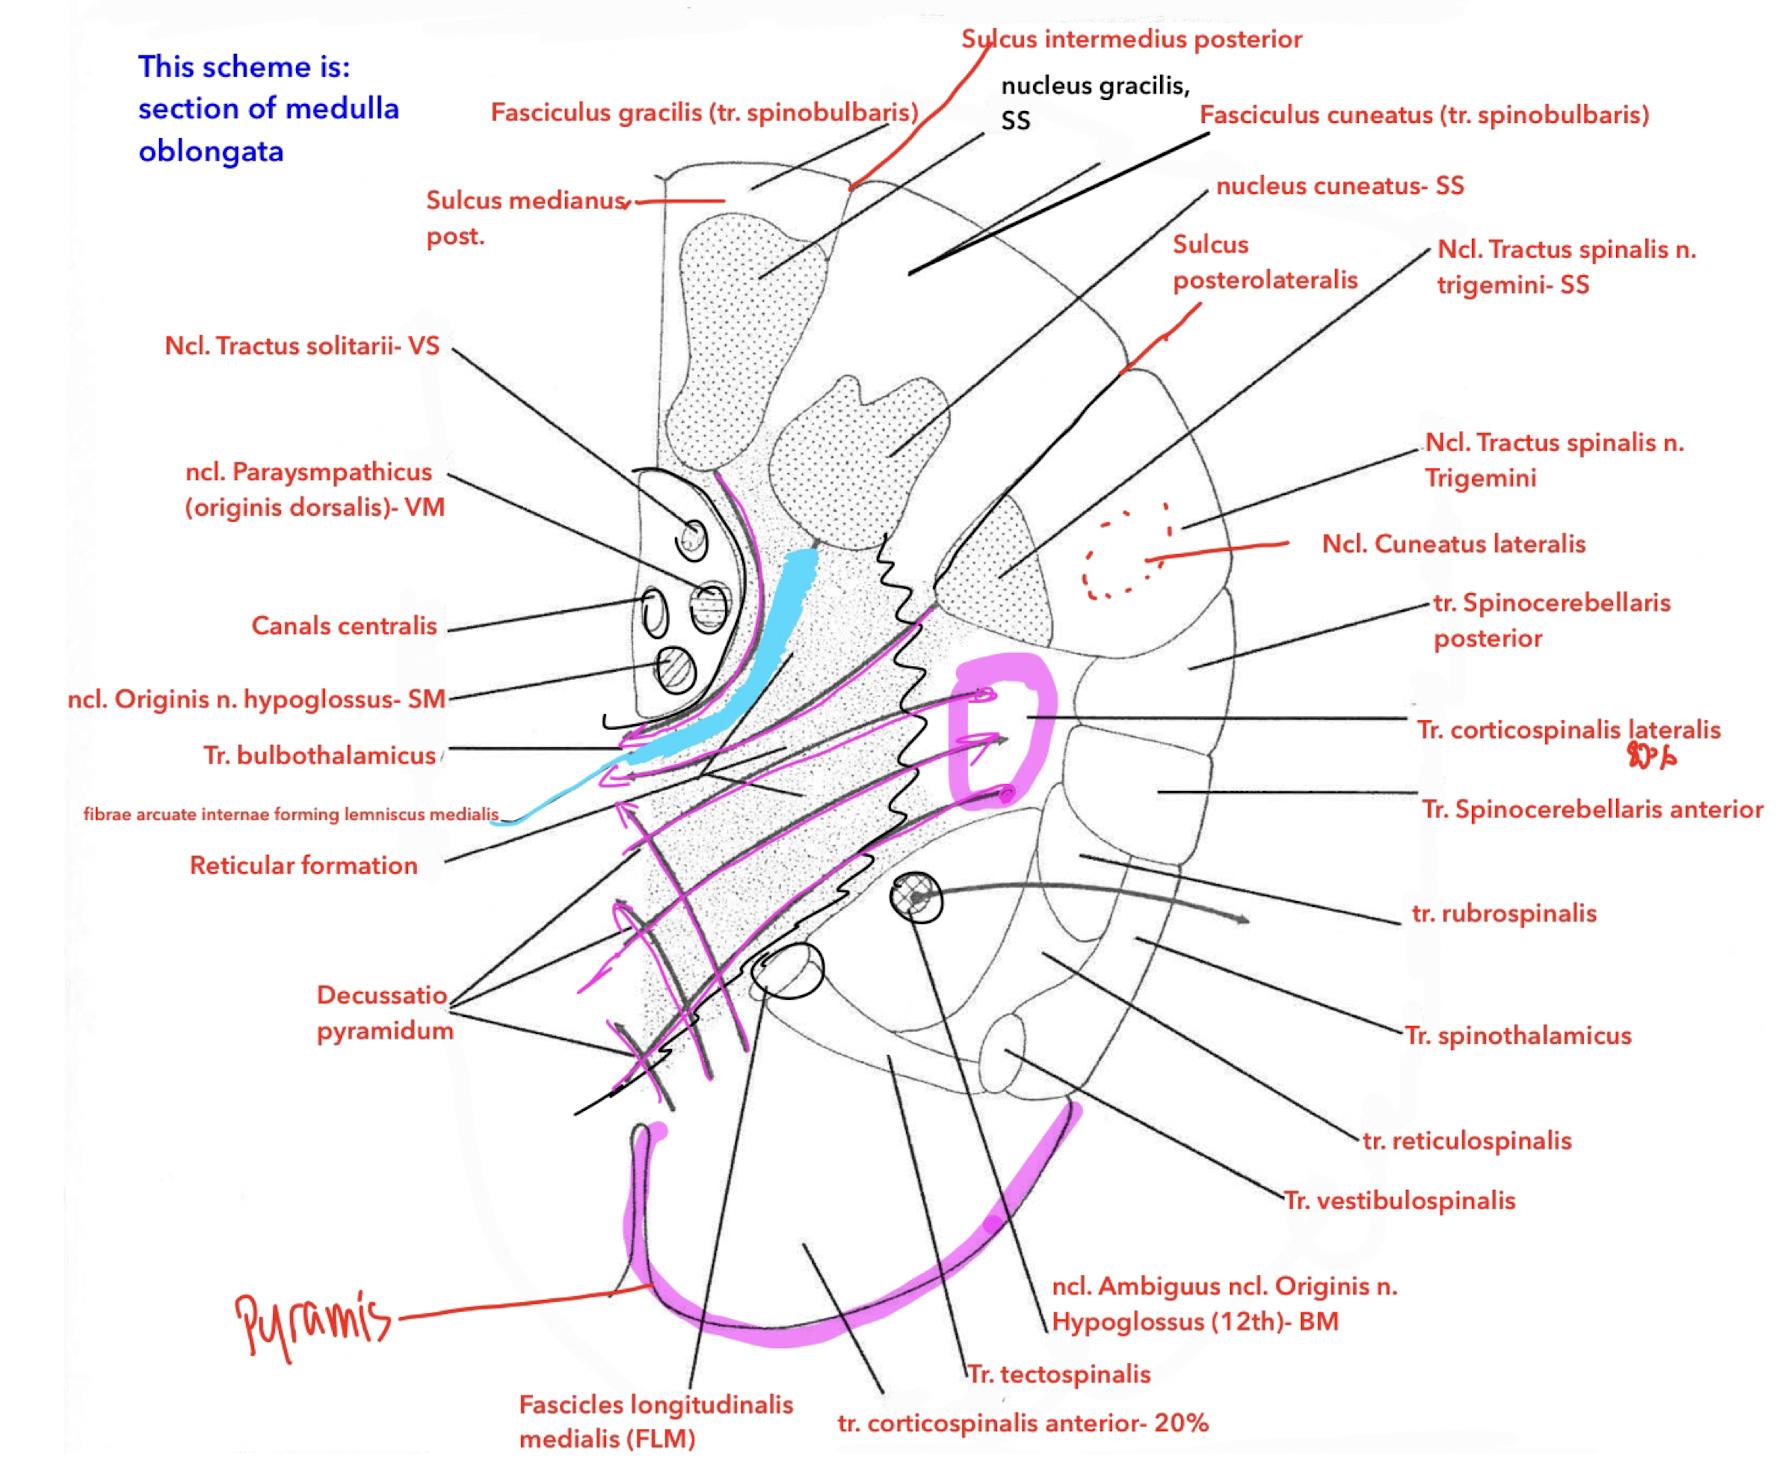 This scheme is:
section of medulla
oblongata
Sulcus intermedius posterior
nucleus gracilis,
SS
Fasciculus gracilis (tr. spinobulbaris)
Fasciculus cuneatus (tr. spinobulbaris)
Sulcus medianus
post.
nucleus cuneatus- SS
Sulcus
posterolateralis
Ncl. Tractus spinalis n.
trigemini- SS
Ncl. Tractus solitarii- VS
Ncl. Tractus spinalis n.
Trigemini
ncl. Paraysmpathicus
(originis dorsalis)- VM
Ncl. Cuneatus lateralis
Canals centralis
tr. Spinocerebellaris
posterior
ncl. Originis n. hypoglossus- SM
Tr. corticospinalis lateralis
80%
Tr. bulbothalamicus
fibrae arcuate internae forming lemniscus medialis
Tr. Spinocerebellaris anterior
Reticular formation
tr. rubrospinalis
Decussatio
pyramidum
Tr. spinothalamicus
tr. reticulospinalis
Tr. vestibulospinalis
Pyramis
ncl. Ambiguus ncl. Originis n.
Hypoglossus (12th)- BM
Tr. tectospinalis
Fascicles longitudinalis
medialis (FLM)
tr. corticospinalis anterior- 20%